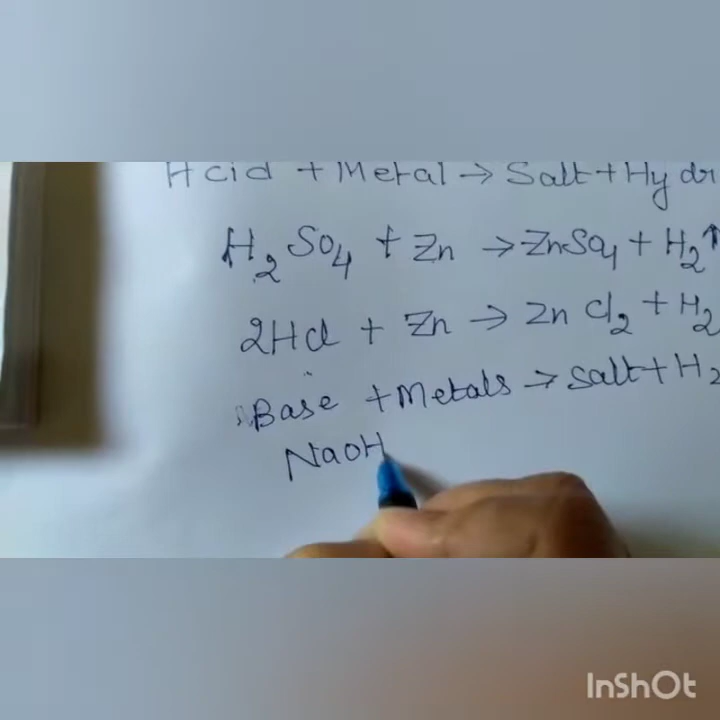 Acid + Metal → Salt + Hydr
H₂SO₄ + Zn → ZnSO₄ + H₂↑
2HCl + Zn → ZnCl₂ + H₂
Base + Metals → Salt + H₂
NaOH
InShOt